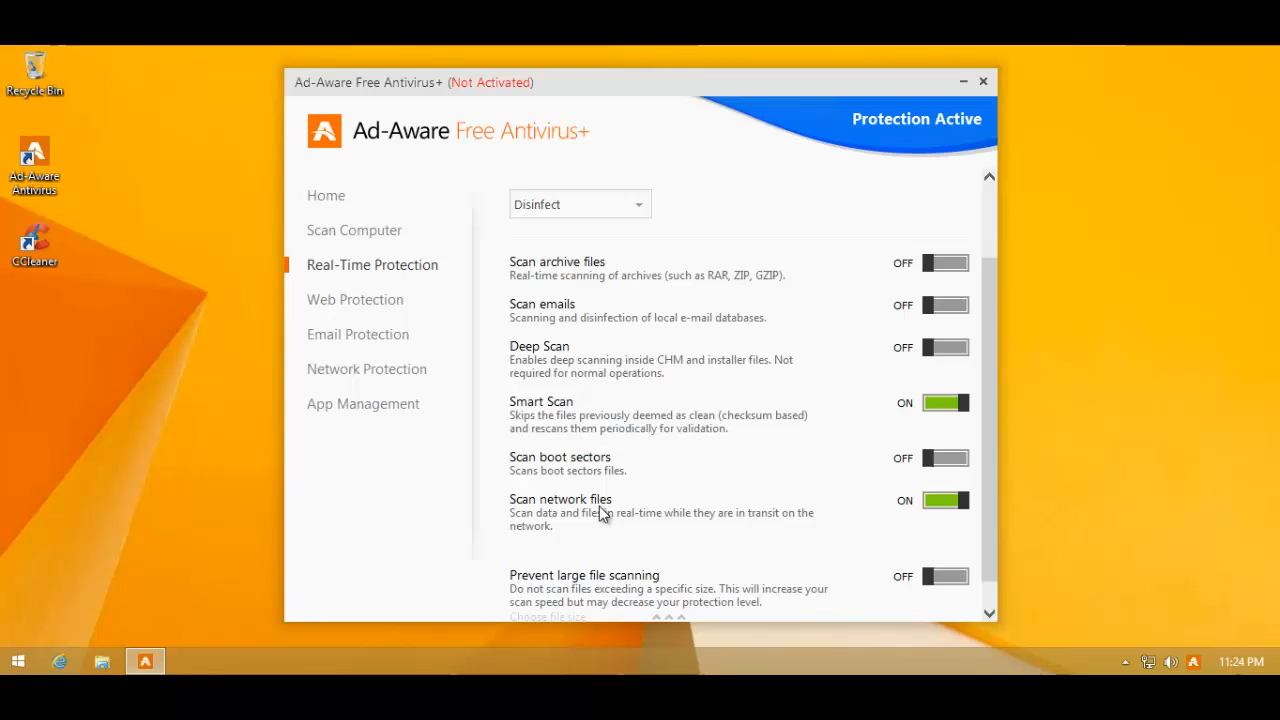 Recycle Bin
Ad-Aware
Antivirus
CCleaner
Ad-Aware Free Antivirus+ (Not Activated)
Ad-Aware Free Antivirus+
Protection Active
Home
Scan Computer
Real-Time Protection
Web Protection
Email Protection
Network Protection
App Management
Disinfect
Scan archive files
Real-time scanning of archives (such as RAR, ZIP, GZIP).
OFF
Scan emails
Scanning and disinfection of local e-mail databases.
OFF
Deep Scan
Enables deep scanning inside CHM and installer files. Not
required for normal operations.
OFF
Smart Scan
Skips the files previously deemed as clean (checksum based)
and rescans them periodically for validation.
ON
Scan boot sectors
Scans boot sectors files.
OFF
Scan network files
Scan data and files in real-time while they are in transit on the
network.
ON
Prevent large file scanning
Do not scan files exceeding a specific size. This will increase your
scan speed but may decrease your protection level.
OFF
Choose file size
11:24 PM